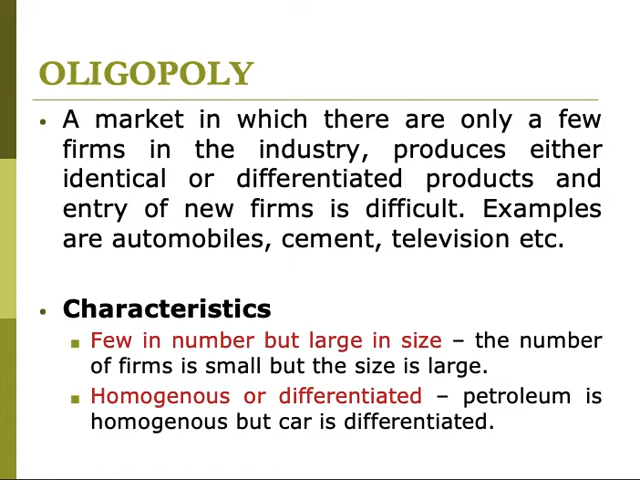 OLIGOPOLY
• A market in which there are only a few
firms in the industry, produces either
identical or differentiated products and
entry of new firms is difficult. Examples
are automobiles, cement, television etc.
• Characteristics
■ Few in number but large in size – the number
of firms is small but the size is large.
■ Homogenous or differentiated – petroleum is
homogenous but car is differentiated.